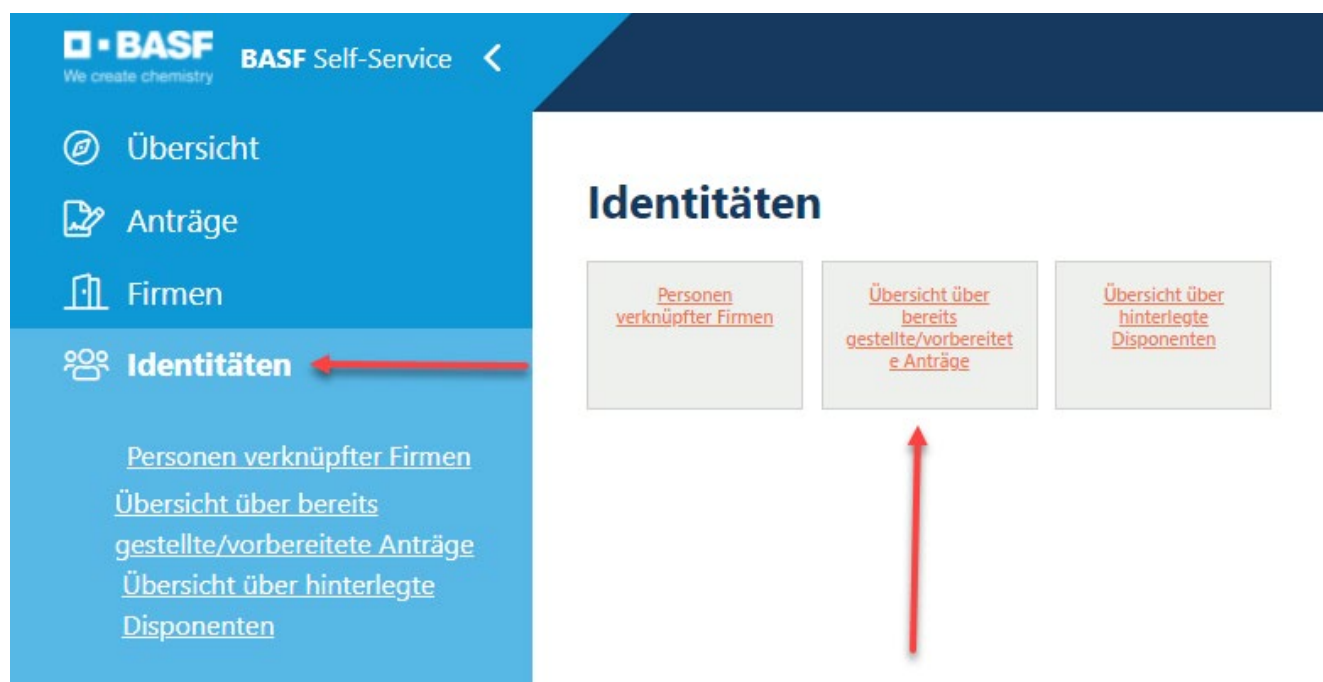 BASF
We create chemistry
BASF Self-Service
Übersicht
Anträge
Firmen
Identitäten
Personen verknüpfter Firmen
Übersicht über bereits
gestellte/vorbereitete Anträge
Übersicht über hinterlegte
Disponenten
Identitäten
Personen
verknüpfter Firmen
Übersicht über
bereits
gestellte/vorbereitet
e Anträge
Übersicht über
hinterlegte
Disponenten